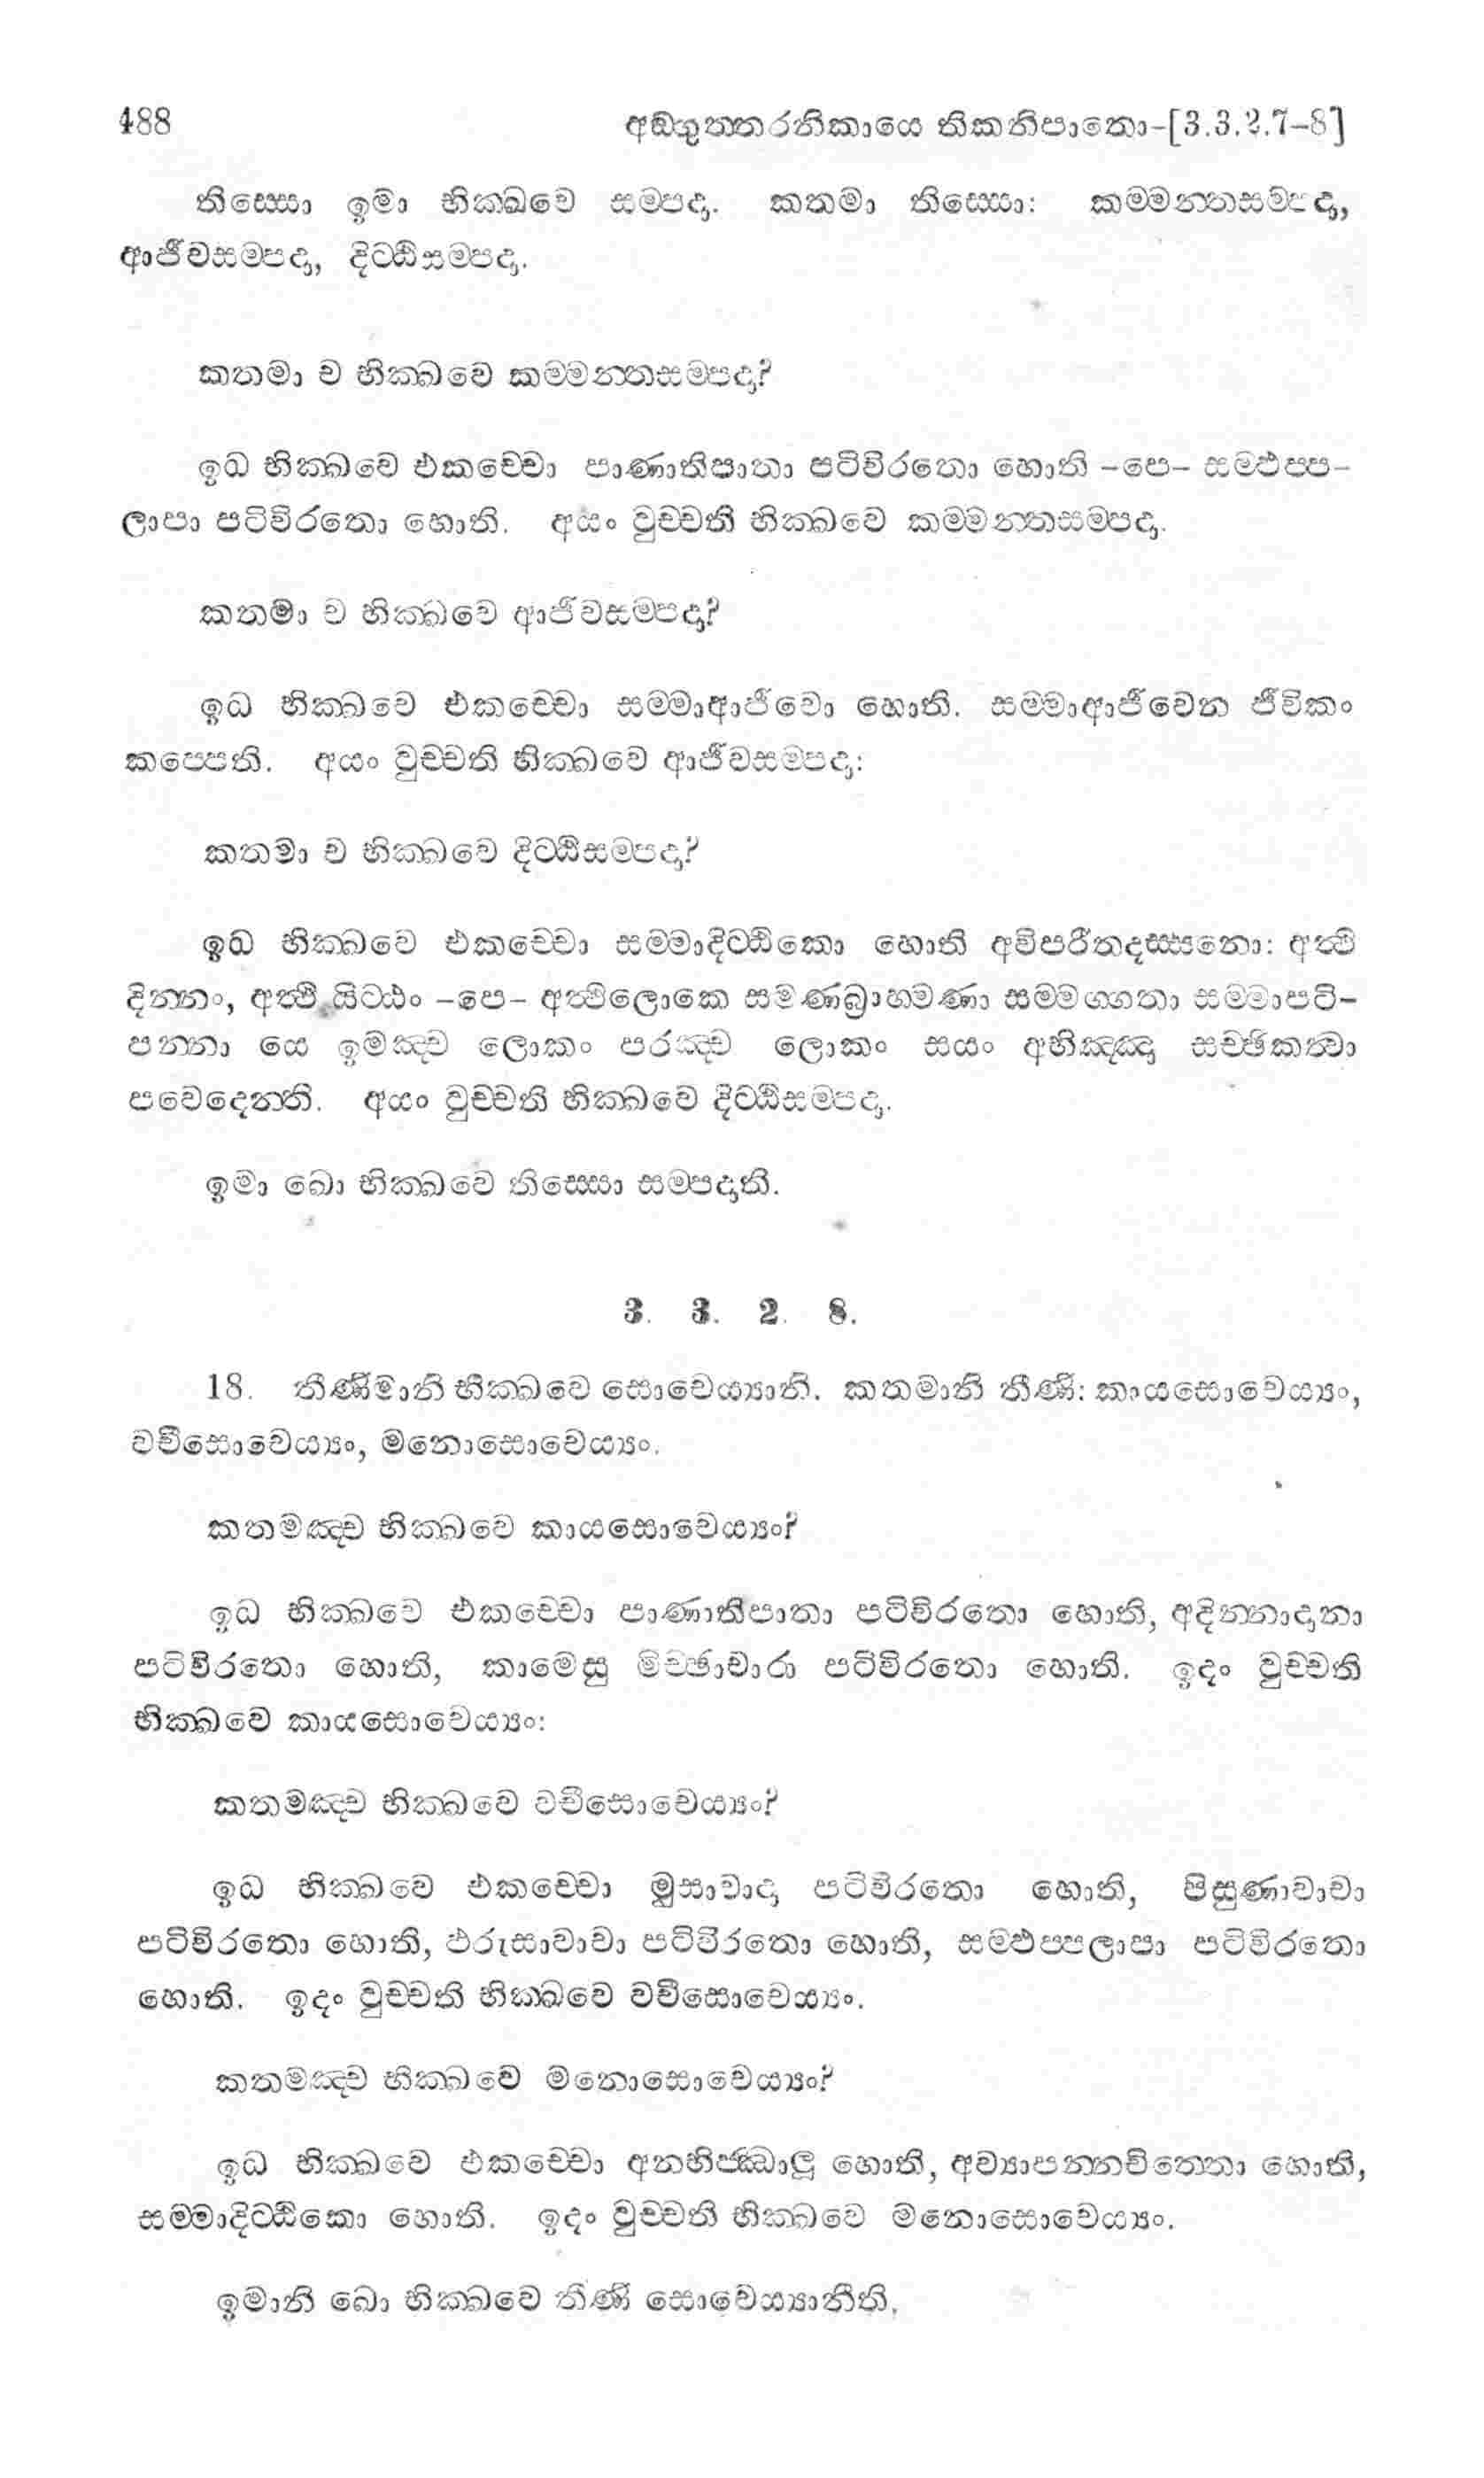 488 අඞ්ගුත්තරනිකායෙ තිකනිපාතො-[3.3.2.7-8]
තිස්සො ඉමා භික්ඛවෙ සම්පදා. කතමා තිස්සො: කම්මන්තසම්පදා,
ආජීවසම්පදා, දිට්ඨිසම්පදා.
කතමා ච භික්ඛවෙ කම්මන්තසම්පදා?
ඉධ භික්ඛවෙ එකච්චො පාණාතිපාතා පටිවිරතො හොති -පෙ- සම්ඵප්ප-
ලාපා පටිවිරතො හොති. අයං වුච්චති භික්ඛවෙ කම්මන්තසම්පදා.
කතමා ච භික්ඛවෙ ආජීවසම්පදා?
ඉධ භික්ඛවෙ එකච්චො සම්මාආජීවො හොති. සම්මාආජීවෙන ජීවිකං
කප්පෙති. අයං වුච්චති භික්ඛවෙ ආජීවසම්පදා:
කතමා ච භික්ඛවෙ දිට්ඨිසම්පදා?
ඉධ භික්ඛවෙ එකච්චො සම්මාදිට්ඨිකො හොති අවිපරීතදස්සනො: අත්ථි
දින්නං, අත්ථි යිට්ඨං -පෙ- අත්ථිලොකෙ සමණබ්‍රාහ්මණා සම්මග්ගතා සම්මාපටි-
පන්නා යෙ ඉමඤ්ච ලොකං පරඤ්ච ලොකං සයං අභිඤ්ඤා සච්ඡිකත්වා
පවෙදෙන්ති. අයං වුච්චති භික්ඛවෙ දිට්ඨිසම්පදා.
ඉමා ඛො භික්ඛවෙ තිස්සො සම්පදාති.
3. 3. 2. 8.
18. තීණිමානි භික්ඛවෙ සොචෙය්‍යානි. කතමානි තීණි: කායසොචෙය්‍යං,
වචීසොචෙය්‍යං, මනොසොචෙය්‍යං.
කතමඤ්ච භික්ඛවෙ කායසොචෙය්‍යං?
ඉධ භික්ඛවෙ එකච්චො පාණාතිපාතා පටිවිරතො හොති, අදින්නාදානා
පටිවිරතො හොති, කාමෙසු මිච්ඡාචාරා පටිවිරතො හොති. ඉදං වුච්චති
භික්ඛවෙ කායසොචෙය්‍යං:
කතමඤ්ච භික්ඛවෙ වචීසොචෙය්‍යං?
ඉධ භික්ඛවෙ එකච්චො මුසාවාදා පටිවිරතො හොති, පිසුණාවාචා
පටිවිරතො හොති, ඵරුසාවාචා පටිවිරතො හොති, සම්ඵප්පලාපා පටිවිරතො
හොති. ඉදං වුච්චති භික්ඛවෙ වචීසොචෙය්‍යං.
කතමඤ්ච භික්ඛවෙ මනොසොචෙය්‍යං?
ඉධ භික්ඛවෙ එකච්චො අනභිජ්ඣාලූ හොති, අව්‍යාපන්නචිත්තො හොති,
සම්මාදිට්ඨිකො හොති. ඉදං වුච්චති භික්ඛවෙ මනොසොචෙය්‍යං.
ඉමානි ඛො භික්ඛවෙ තීණි සොචෙය්‍යානීති.